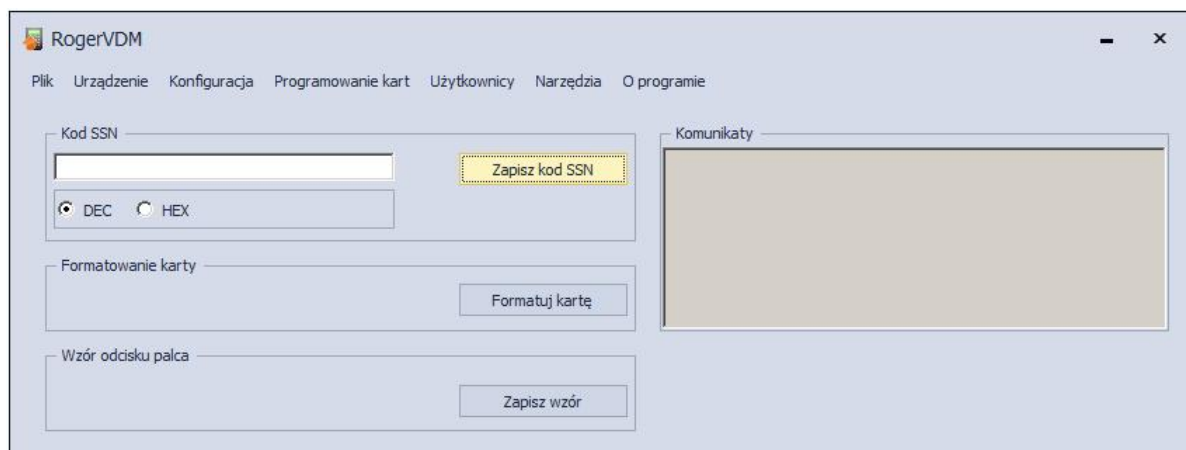 RogerVDM
Plik Urządzenie Konfiguracja Programowanie kart Użytkownicy Narzędzia O programie
Kod SSN
Zapisz kod SSN
DEC HEX
Formatowanie karty
Formatuj kartę
Wzór odcisku palca
Zapisz wzór
Komunikaty